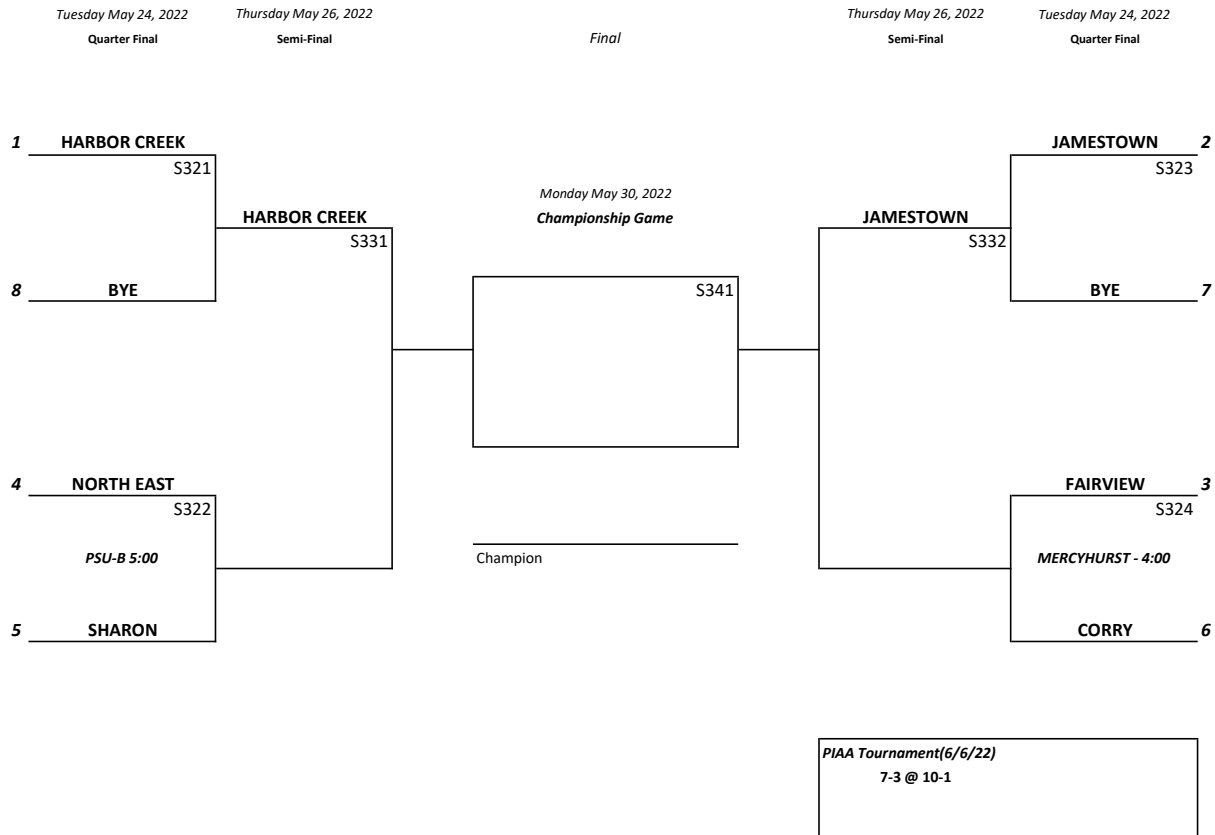 Tuesday May 24, 2022 Thursday May 26, 2022 Thursday May 26, 2022 Tuesday May 24, 2022
Quarter Final Semi-Final Final Semi-Final Quarter Final
1 HARBOR CREEK JAMESTOWN 2
S321 S323
Monday May 30, 2022
HARBOR CREEK Championship Game JAMESTOWN
S331 S332
8 BYE S341 BYE 7
4 NORTH EAST FAIRVIEW 3
S322 S324
PSU-B 5:00 Champion MERCYHURST - 4:00
5 SHARON CORRY 6
PIAA Tournament(6/6/22)
7-3 @ 10-1